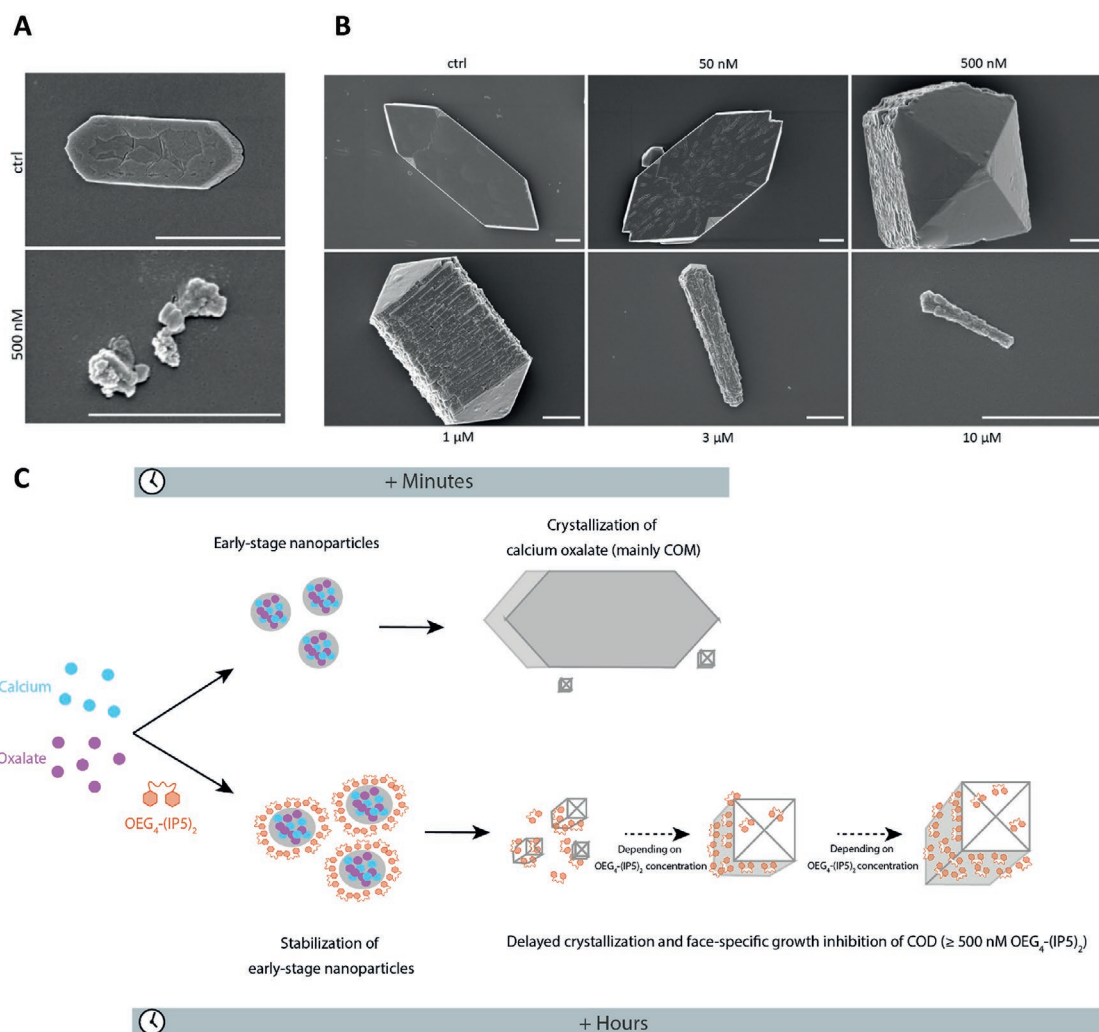 A
B
ctrl
500 nM
ctrl
50 nM
500 nM
1 µM
3 µM
10 µM
C
+ Minutes
Early-stage nanoparticles
Crystallization of
calcium oxalate (mainly COM)
Calcium
Oxalate
OEG4-(IP5)2
Depending on
OEG4-(IP5)2 concentration
Depending on
OEG4-(IP5)2 concentration
Stabilization of
early-stage nanoparticles
Delayed crystallization and face-specific growth inhibition of COD (≥ 500 nM OEG4-(IP5)2)
+ Hours